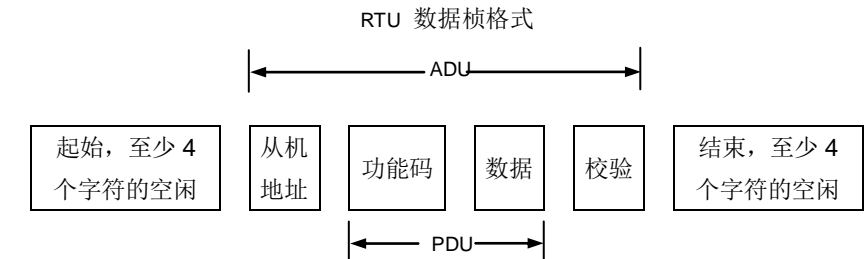 RTU 数据桢格式
ADU
起始，至少 4
个字符的空闲
从机
地址
功能码
数据
校验
结束，至少 4
个字符的空闲
PDU